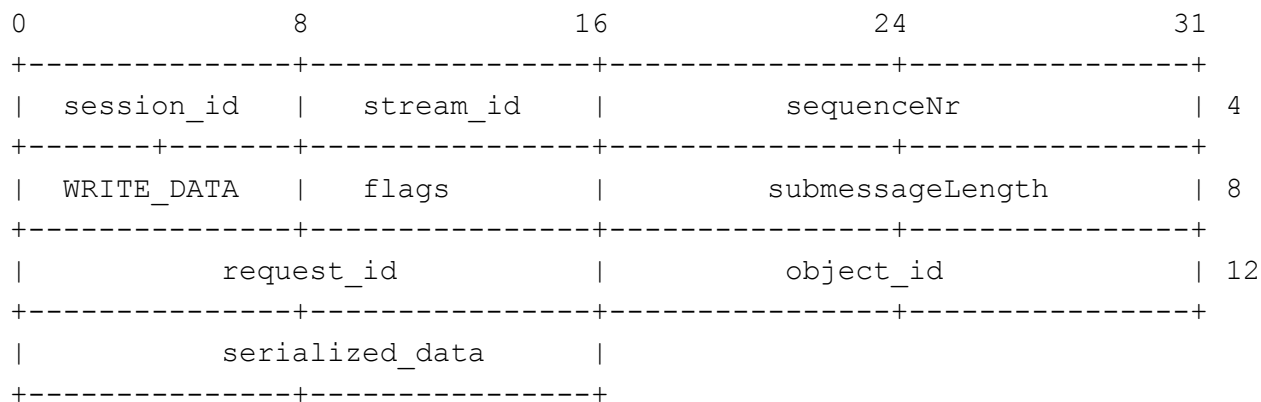 0               8               16              24              31
+---------------+---------------+---------------+---------------+
|  session_id   |   stream_id   |          sequenceNr           | 4
+-------+-------+---------------+---------------+---------------+
|  WRITE_DATA   |   flags       |         submessageLength      | 8
+---------------+---------------+---------------+---------------+
|           request_id          |          object_id            | 12
+---------------+---------------+---------------+---------------+
|           serialized_data     |
+---------------+---------------+